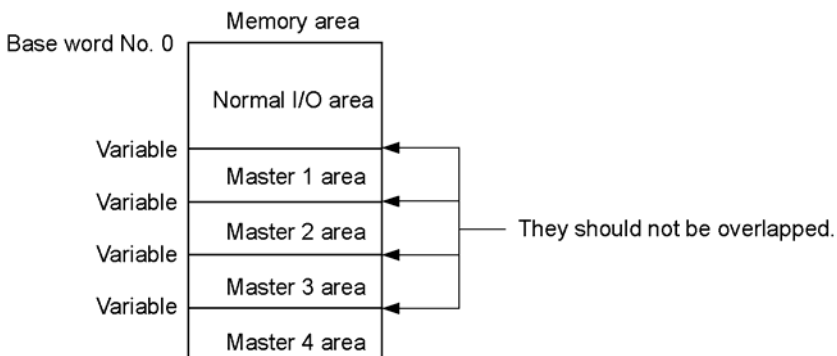 Memory area
Base word No. 0
Normal I/O area
Variable
Master 1 area
Variable
Master 2 area
They should not be overlapped.
Variable
Master 3 area
Variable
Master 4 area